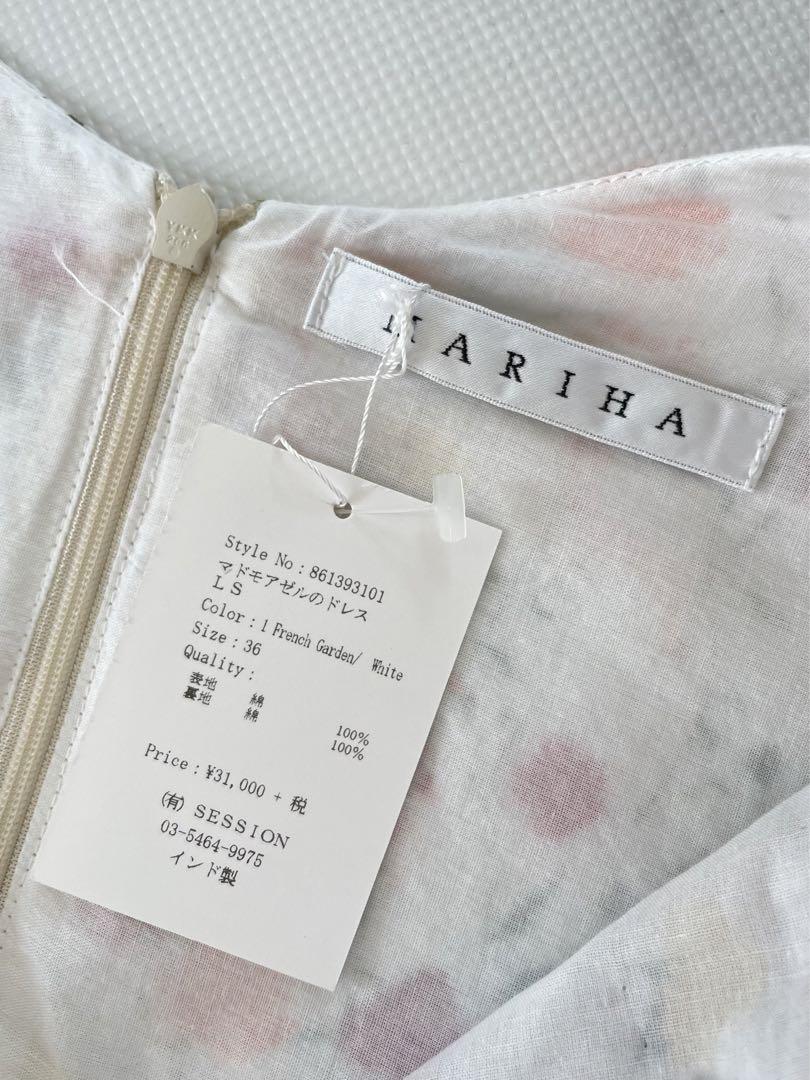 YKK
MARIHA
Style No : 861393101
マドモアゼルのドレス
LS
Color : 1 French Garden/ White
Size : 36
Quality :
表地 綿 100%
裏地 綿 100%
Price : ¥31,000 + 税
(有) SESSION
03-5464-9975
インド製